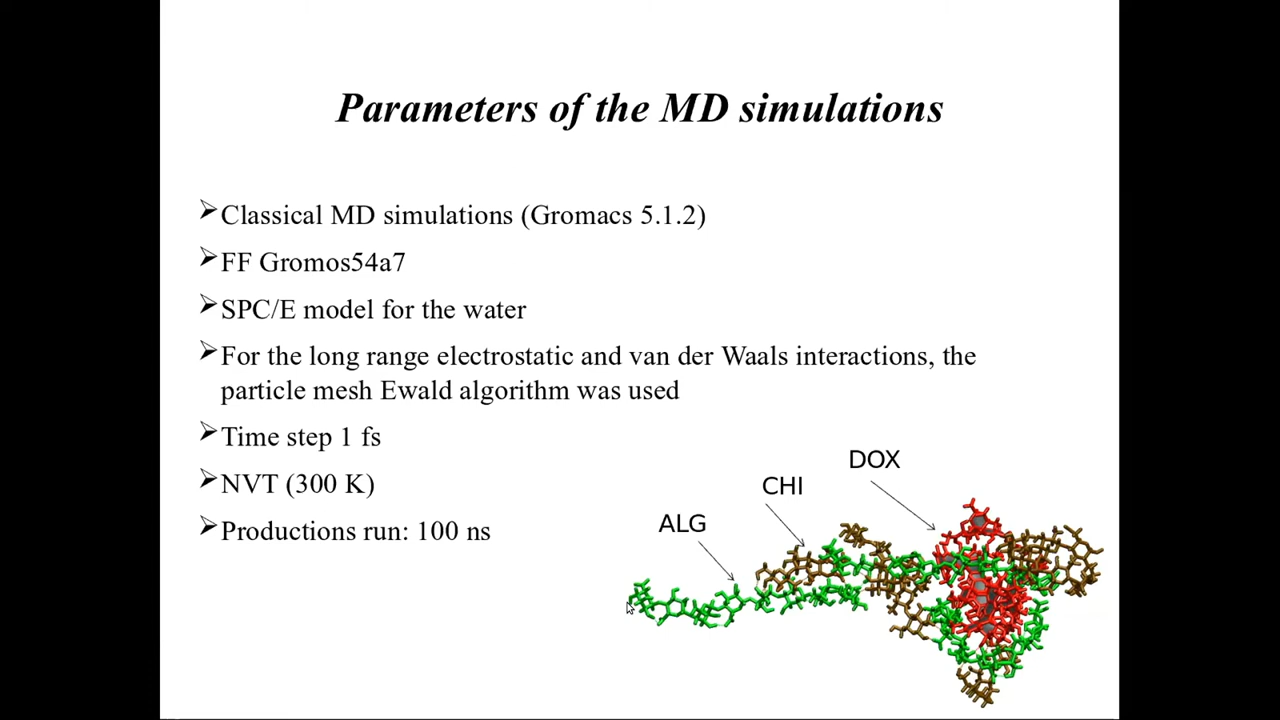 Parameters of the MD simulations
Classical MD simulations (Gromacs 5.1.2)
FF Gromos54a7
SPC/E model for the water
For the long range electrostatic and van der Waals interactions, the
particle mesh Ewald algorithm was used
Time step 1 fs
NVT (300 K)
Productions run: 100 ns
DOX
CHI
ALG